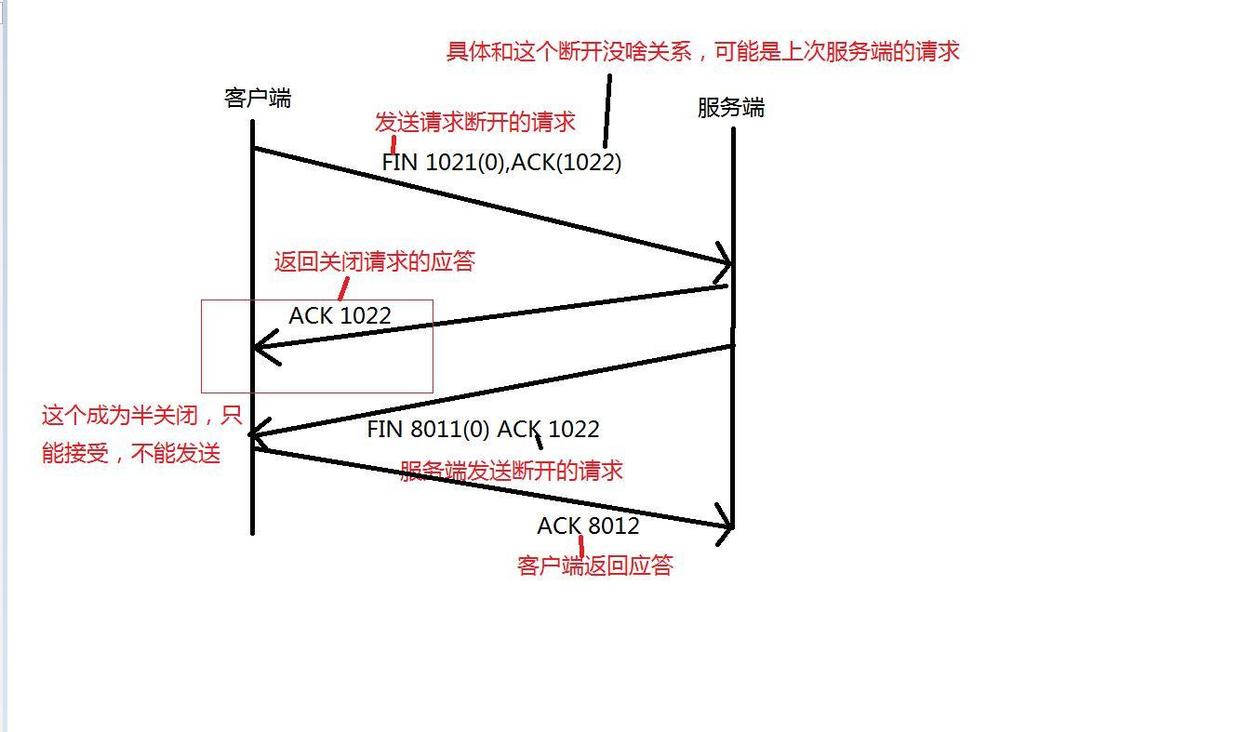 具体和这个断开没啥关系，可能是上次服务端的请求
客户端
服务端
发送请求断开的请求
FIN 1021(0),ACK(1022)
返回关闭请求的应答
ACK 1022
这个成为半关闭，只
能接受，不能发送
FIN 8011(0) ACK 1022
服务端发送断开的请求
ACK 8012
客户端返回应答